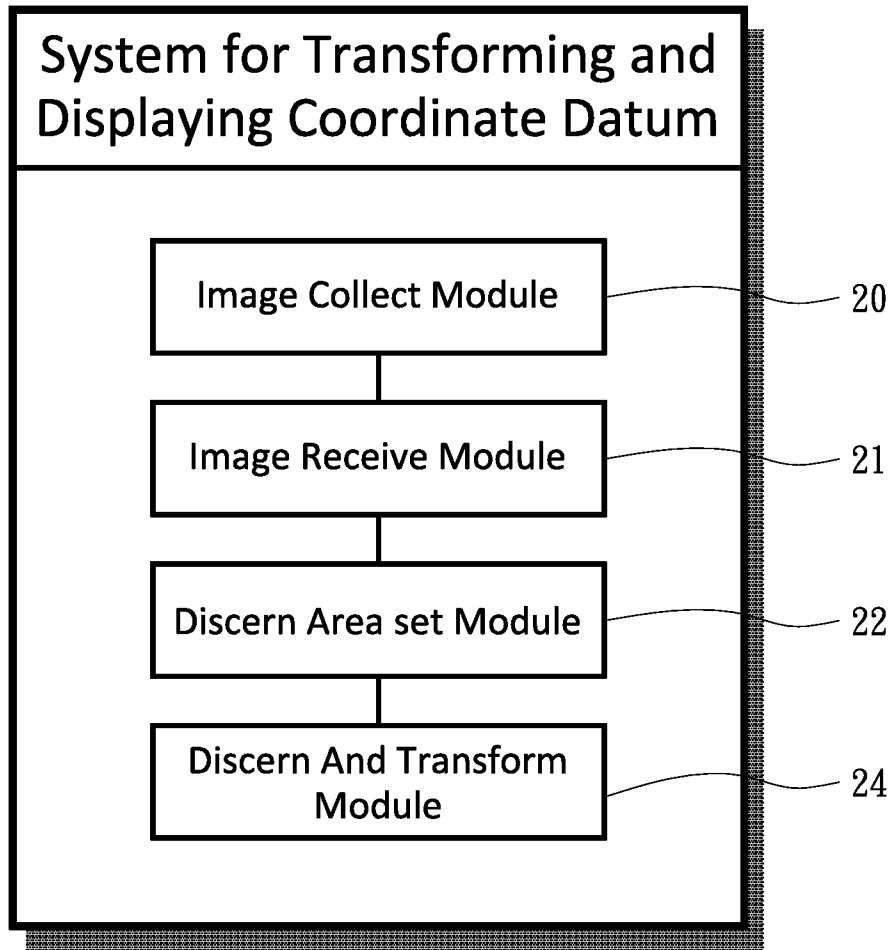 System for Transforming and
Displaying Coordinate Datum
Image Collect Module
20
Image Receive Module
21
Discern Area set Module
22
Discern And Transform
Module
24